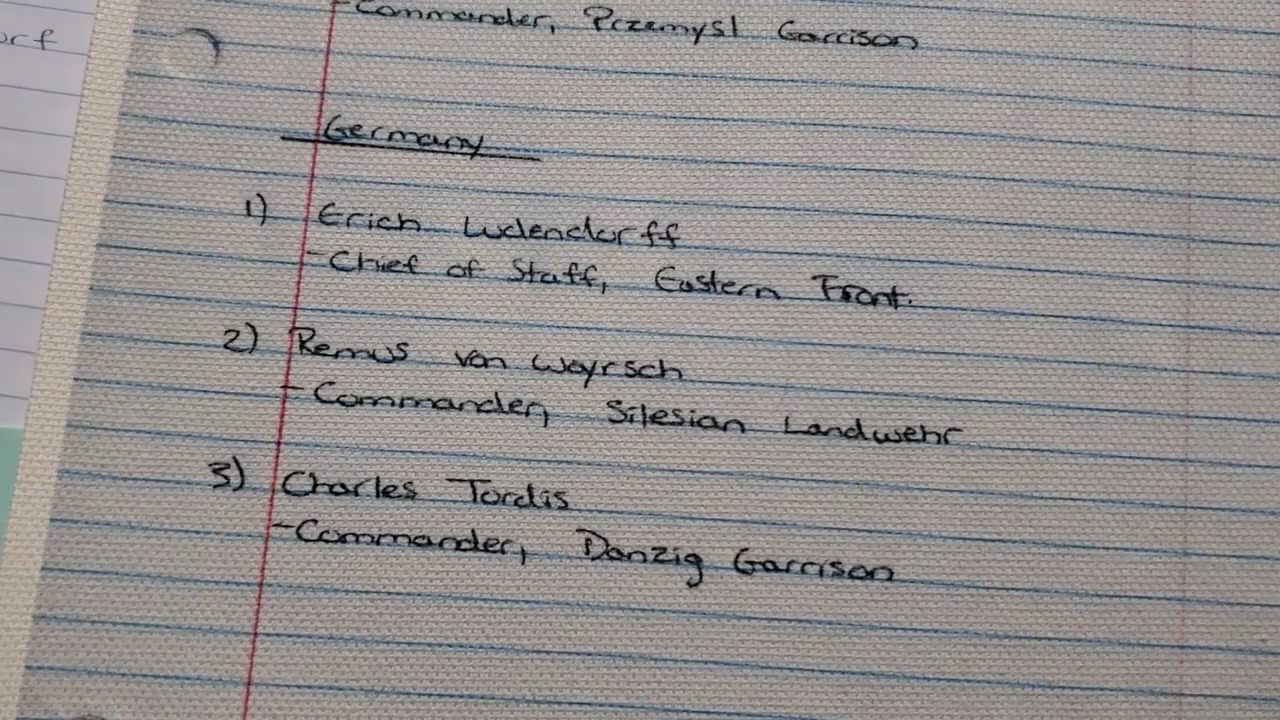 orf
-Commander, Przemysl Garrison
Germany
1) Erich Ludendorff
-Chief of Staff, Eastern Front.
2) Remus von Woyrsch
-Commander, Silesian Landwehr
3) Charles Tordis
-Commander, Danzig Garrison